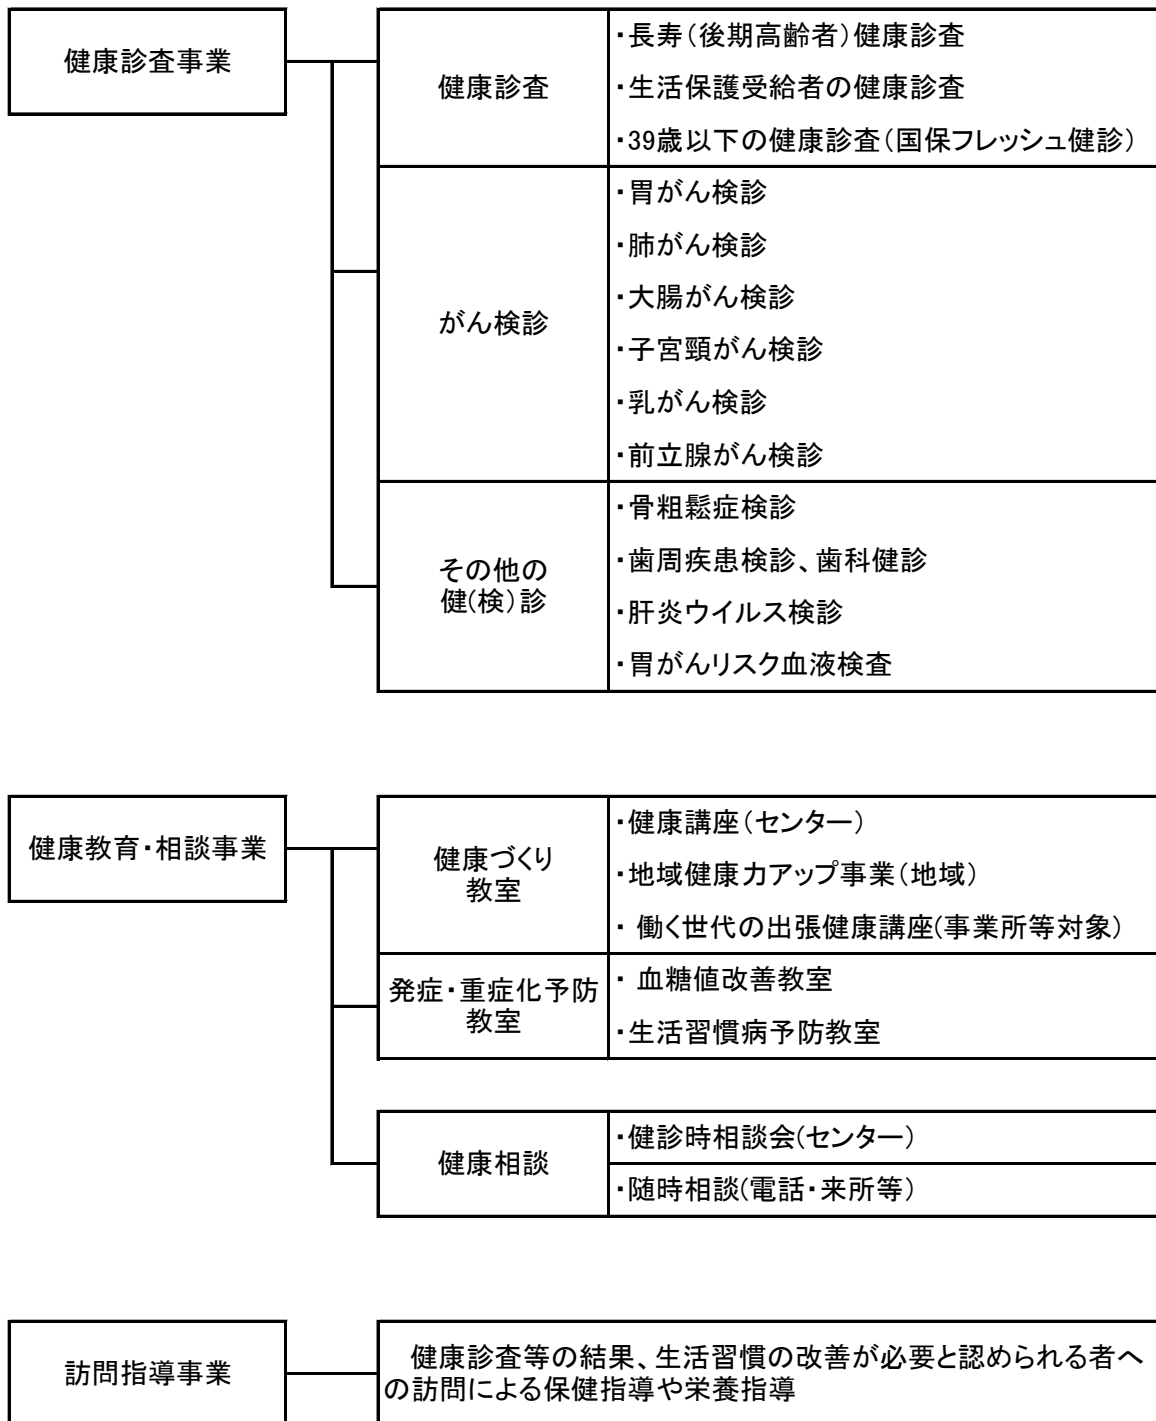 健康診査事業
健康診査
・長寿（後期高齢者）健康診査
・生活保護受給者の健康診査
・39歳以下の健康診査（国保フレッシュ健診）
がん検診
・胃がん検診
・肺がん検診
・大腸がん検診
・子宮頸がん検診
・乳がん検診
・前立腺がん検診
その他の
健(検）診
・骨粗鬆症検診
・歯周疾患検診、歯科健診
・肝炎ウイルス検診
・胃がんリスク血液検査
健康教育・相談事業
健康づくり
教室
・健康講座（センター）
・地域健康力アップ事業（地域）
・ 働く世代の出張健康講座(事業所等対象）
発症・重症化予防
教室
・ 血糖値改善教室
・生活習慣病予防教室
健康相談
・健診時相談会(センター）
・随時相談(電話・来所等）
訪問指導事業
健康診査等の結果、生活習慣の改善が必要と認められる者へ
の訪問による保健指導や栄養指導